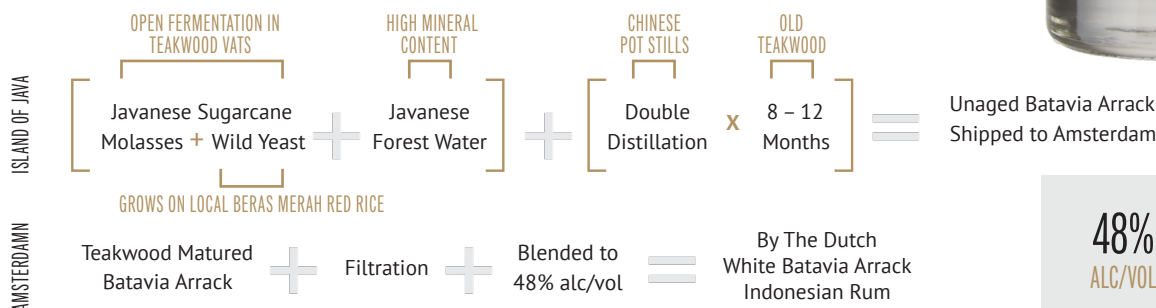 OPEN FERMENTATION IN
TEAKWOOD VATS
HIGH MINERAL
CONTENT
CHINESE
POT STILLS
OLD
TEAKWOOD
ISLAND OF JAVA
Javanese Sugarcane
Molasses + Wild Yeast
+
Javanese
Forest Water
+
Double
Distillation
x
8 – 12
Months
=
Unaged Batavia Arrack
Shipped to Amsterdam
GROWS ON LOCAL BERAS MERAH RED RICE
AMSTERDAMN
Teakwood Matured
Batavia Arrack
+
Filtration
+
Blended to
48% alc/vol
=
By The Dutch
White Batavia Arrack
Indonesian Rum
48%
ALC/VOL